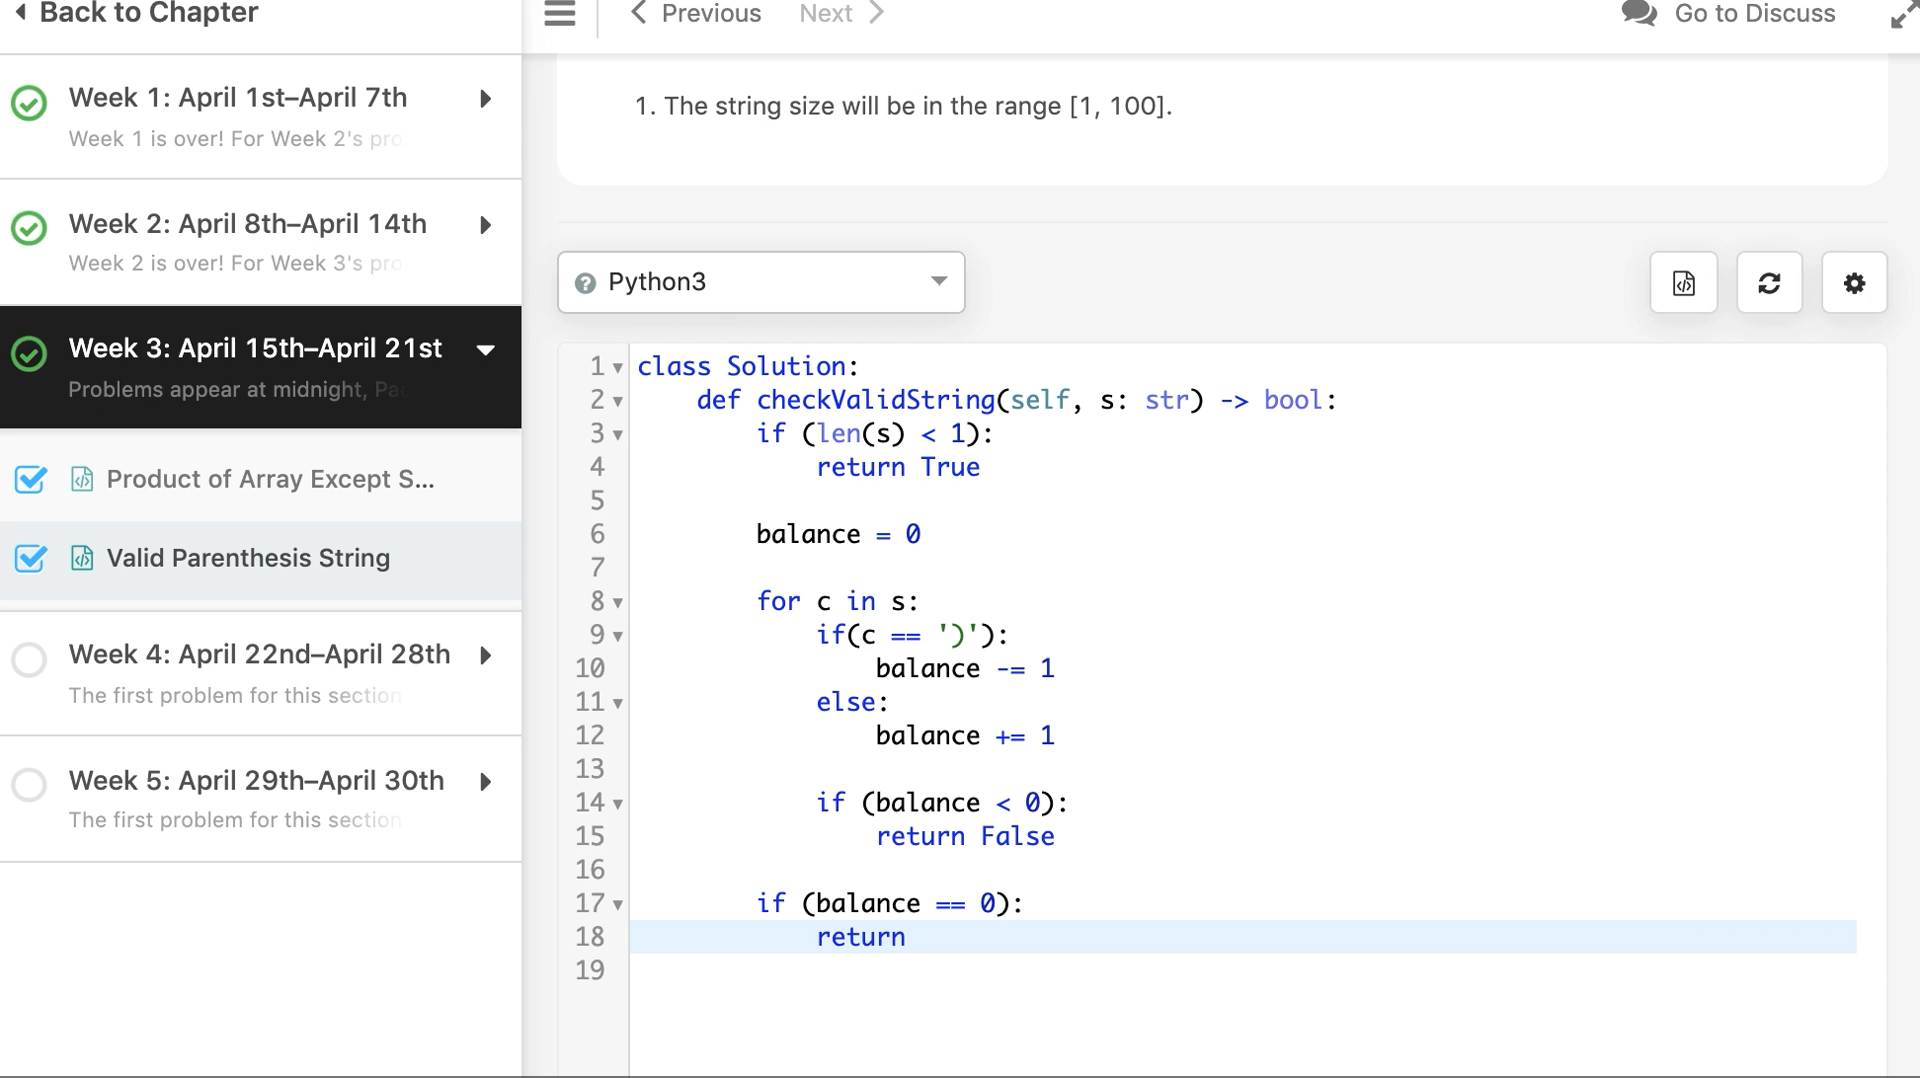 Back to Chapter
Previous
Next
Go to Discuss
Week 1: April 1st–April 7th
Week 1 is over! For Week 2's pro
Week 2: April 8th–April 14th
Week 2 is over! For Week 3's pro
Week 3: April 15th–April 21st
Problems appear at midnight, Pac
Product of Array Except S...
Valid Parenthesis String
Week 4: April 22nd–April 28th
The first problem for this section
Week 5: April 29th–April 30th
The first problem for this section
1. The string size will be in the range [1, 100].
? Python3
1 class Solution:
2     def checkValidString(self, s: str) -> bool:
3         if (len(s) < 1):
4             return True
5
6         balance = 0
7
8         for c in s:
9             if(c == ')'):
10                 balance -= 1
11             else:
12                 balance += 1
13
14             if (balance < 0):
15                 return False
16
17         if (balance == 0):
18             return
19